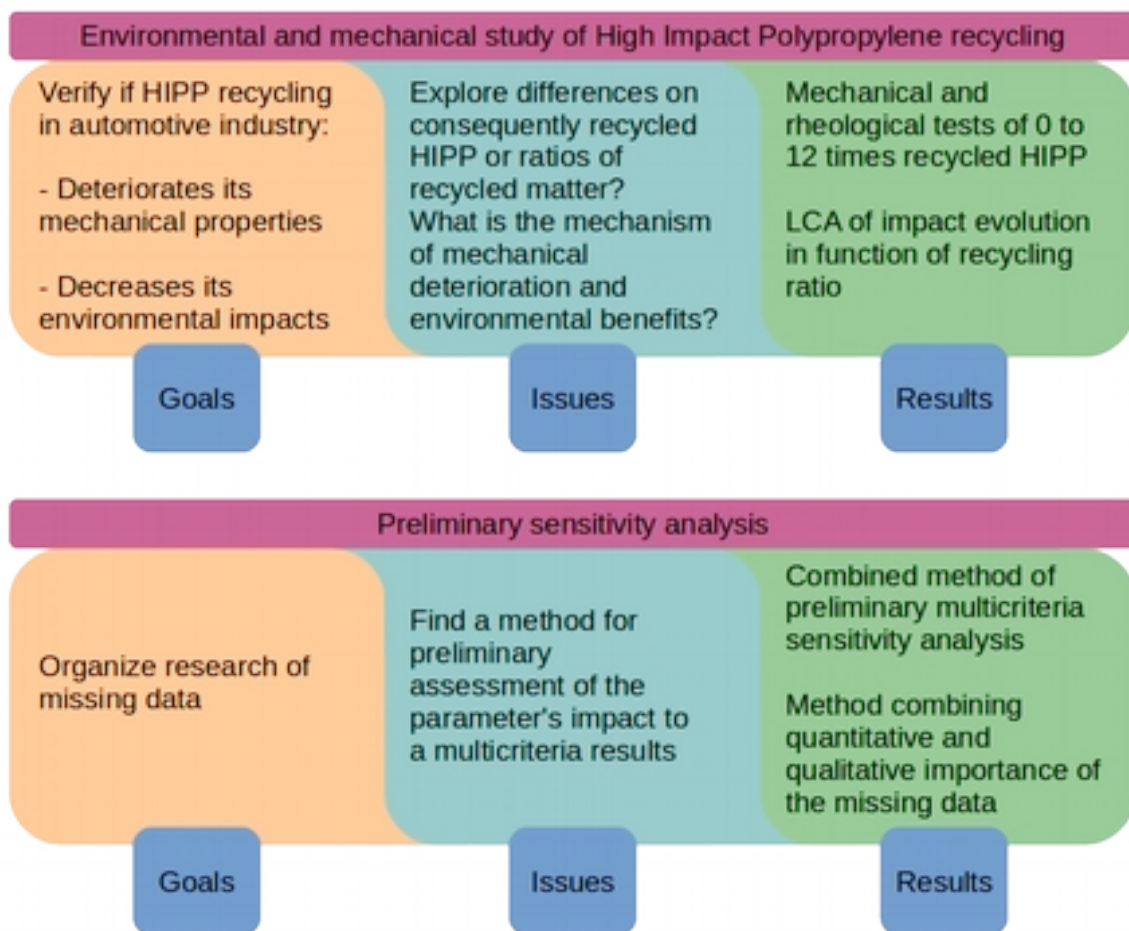 Environmental and mechanical study of High Impact Polypropylene recycling
Verify if HIPP recycling
in automotive industry:
- Deteriorates its
mechanical properties
- Decreases its
environmental impacts
Goals
Explore differences on
consequently recycled
HIPP or ratios of
recycled matter?
What is the mechanism
of mechanical
deterioration and
environmental benefits?
Issues
Mechanical and
rheological tests of 0 to
12 times recycled HIPP
LCA of impact evolution
in function of recycling
ratio
Results
Preliminary sensitivity analysis
Organize research of
missing data
Goals
Find a method for
preliminary
assessment of the
parameter's impact to
a multicriteria results
Issues
Combined method of
preliminary multicriteria
sensitivity analysis
Method combining
quantitative and
qualitative importance of
the missing data
Results